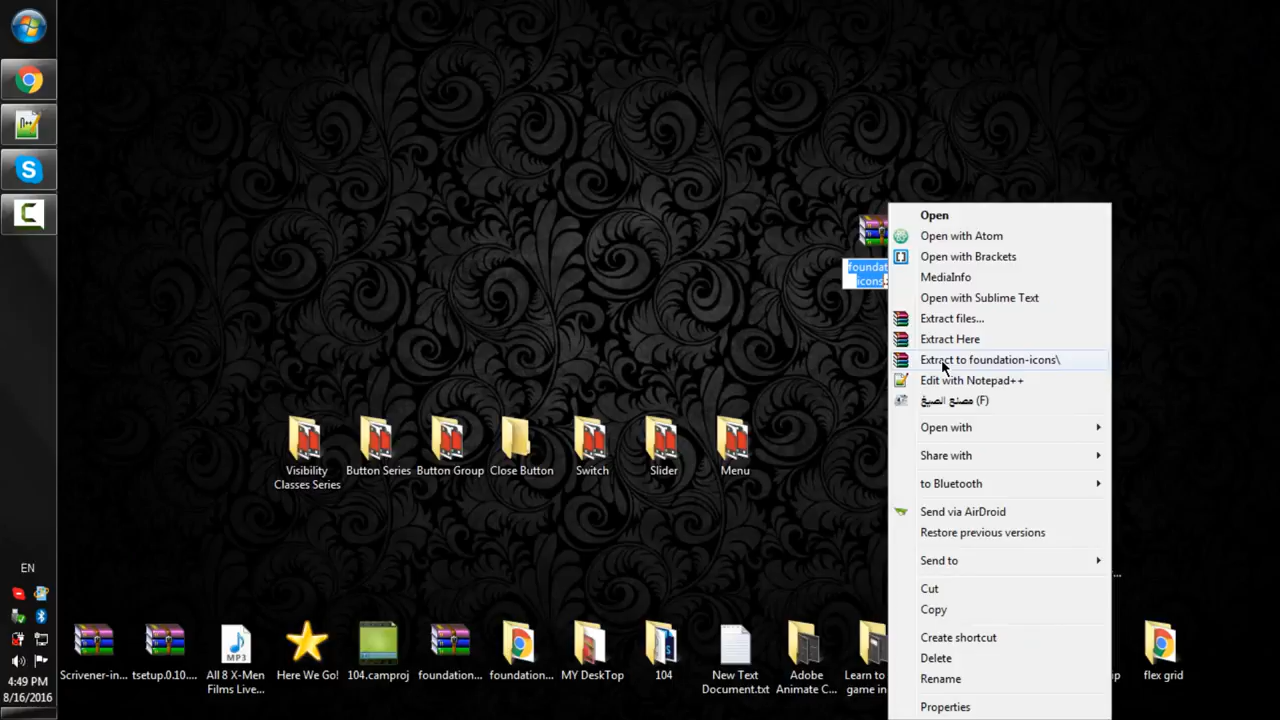 foundat
icons
Open
Open with Atom
Open with Brackets
MediaInfo
Open with Sublime Text
Extract files...
Extract Here
Extract to foundation-icons\
Edit with Notepad++
مصنع الصيغ (F)
Open with
Share with
to Bluetooth
Send via AirDroid
Restore previous versions
Send to
Cut
Copy
Create shortcut
Delete
Rename
Properties
Visibility
Classes Series
Button Series
Button Group
Close Button
Switch
Slider
Menu
EN
4:49 PM
8/16/2016
Scrivener-in...
tsetup.0.10....
MP3
All 8 X-Men
Films Live...
Here We Go!
104.camproj
foundation...
foundation...
MY DeskTop
104
New Text
Document.txt
Adobe
Animate C...
Learn to
game in
...
up
flex grid